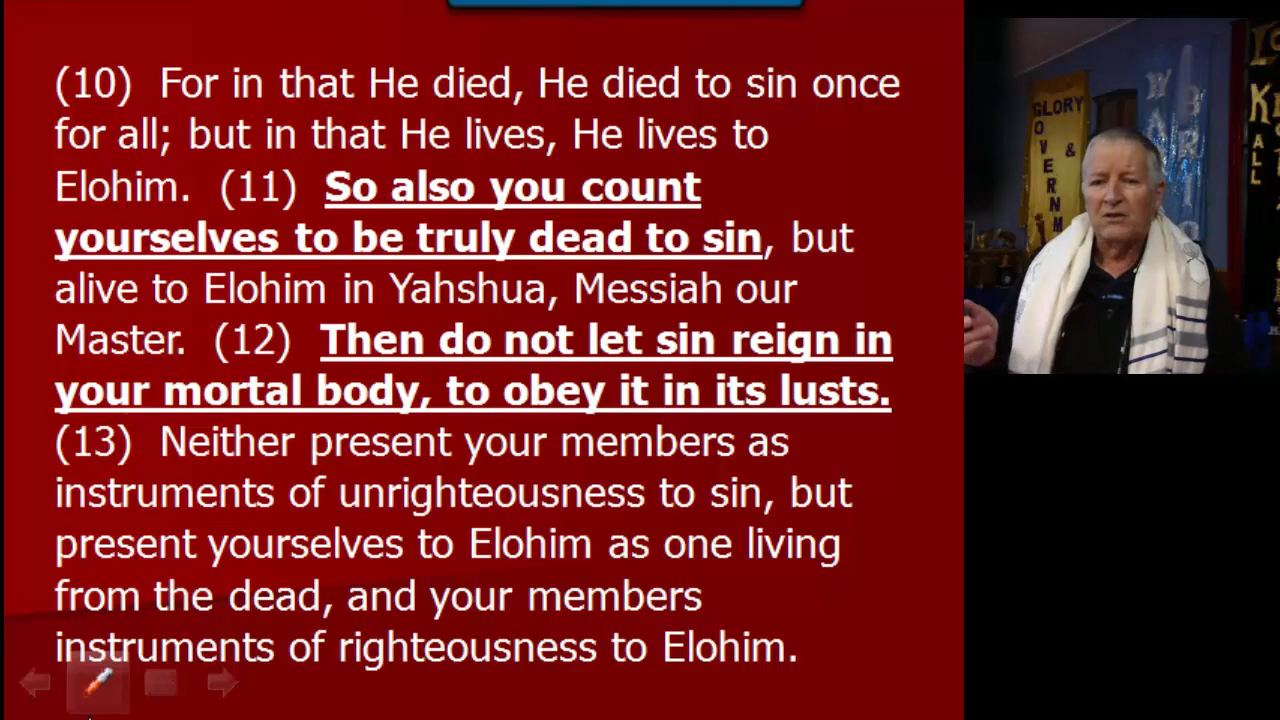 (10) For in that He died, He died to sin once
for all; but in that He lives, He lives to
Elohim. (11) So also you count
yourselves to be truly dead to sin, but
alive to Elohim in Yahshua, Messiah our
Master. (12) Then do not let sin reign in
your mortal body, to obey it in its lusts.
(13) Neither present your members as
instruments of unrighteousness to sin, but
present yourselves to Elohim as one living
from the dead, and your members
instruments of righteousness to Elohim.
GLORY
&